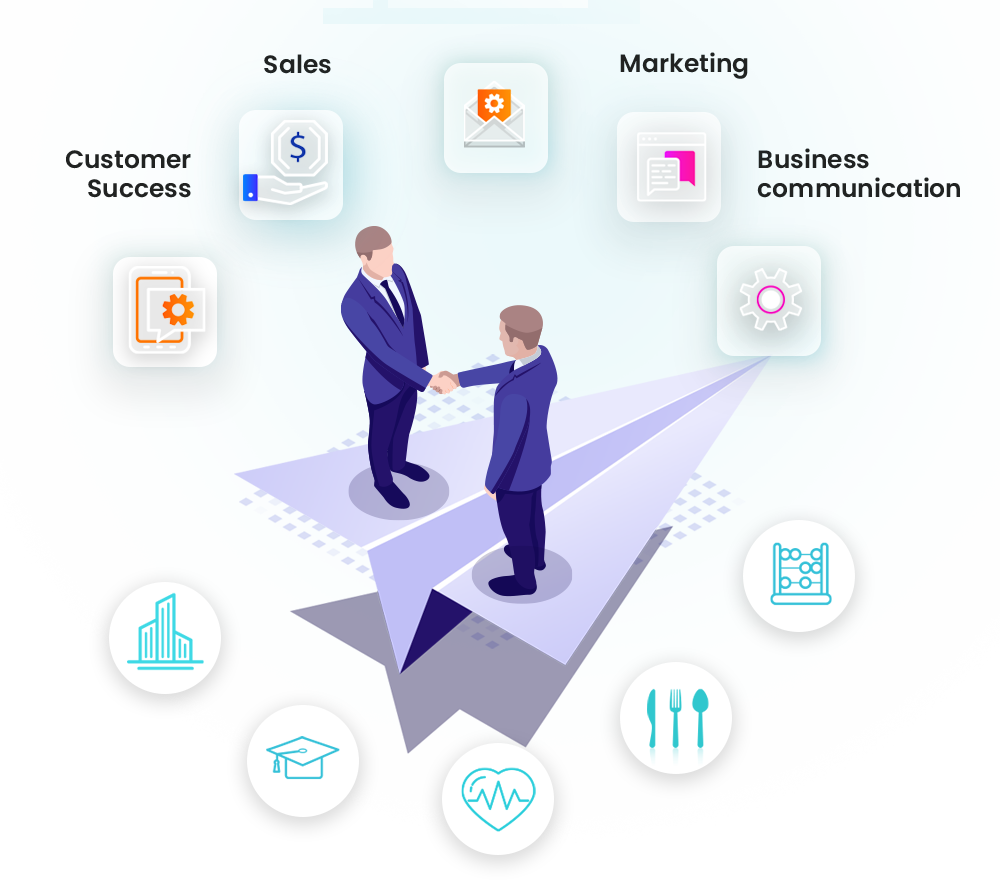 Sales
Marketing
Customer
Success
Business
communication
$